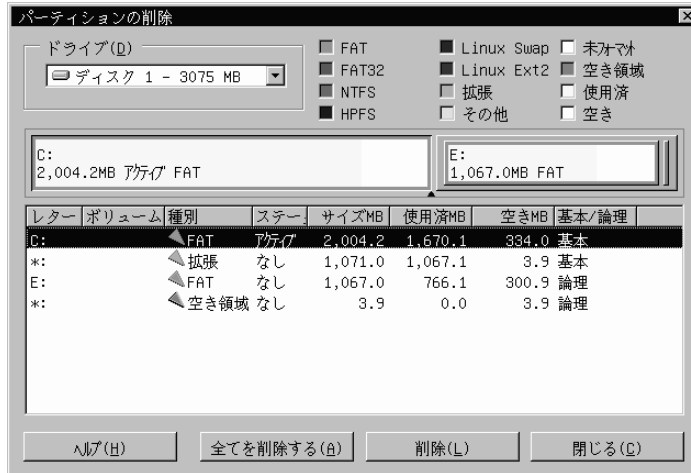 パーティションの削除
ドライブ(D)
ディスク 1 - 3075 MB
FAT
FAT32
NTFS
HPFS
Linux Swap
Linux Ext2
拡張
その他
未フォーマット
空き領域
使用済
空き
C:
2,004.2MB アクティブ FAT
E:
1,067.0MB FAT
レター ボリューム 種別 ステー. サイズMB 使用済MB 空きMB 基本/論理
C: FAT アクティブ 2,004.2 1,670.1 334.0 基本
*: 拡張 なし 1,071.0 1,067.1 3.9 基本
E: FAT なし 1,067.0 766.1 300.9 論理
*: 空き領域 なし 3.9 0.0 3.9 論理
ヘルプ(H) 全てを削除する(A) 削除(L) 閉じる(C)